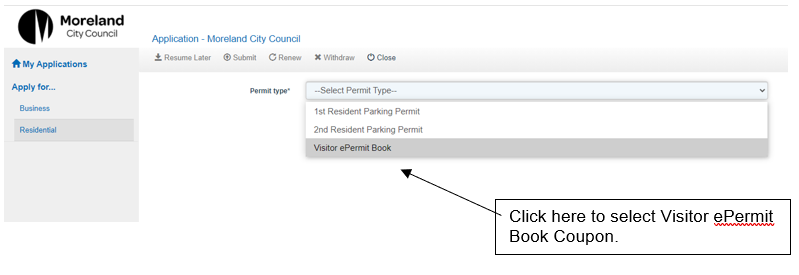 Moreland
City Council
Application - Moreland City Council
Resume Later Submit Renew Withdraw Close
My Applications
Apply for...
Business
Residential
Permit type* --Select Permit Type--
1st Resident Parking Permit
2nd Resident Parking Permit
Visitor ePermit Book
Click here to select Visitor ePermit
Book Coupon.